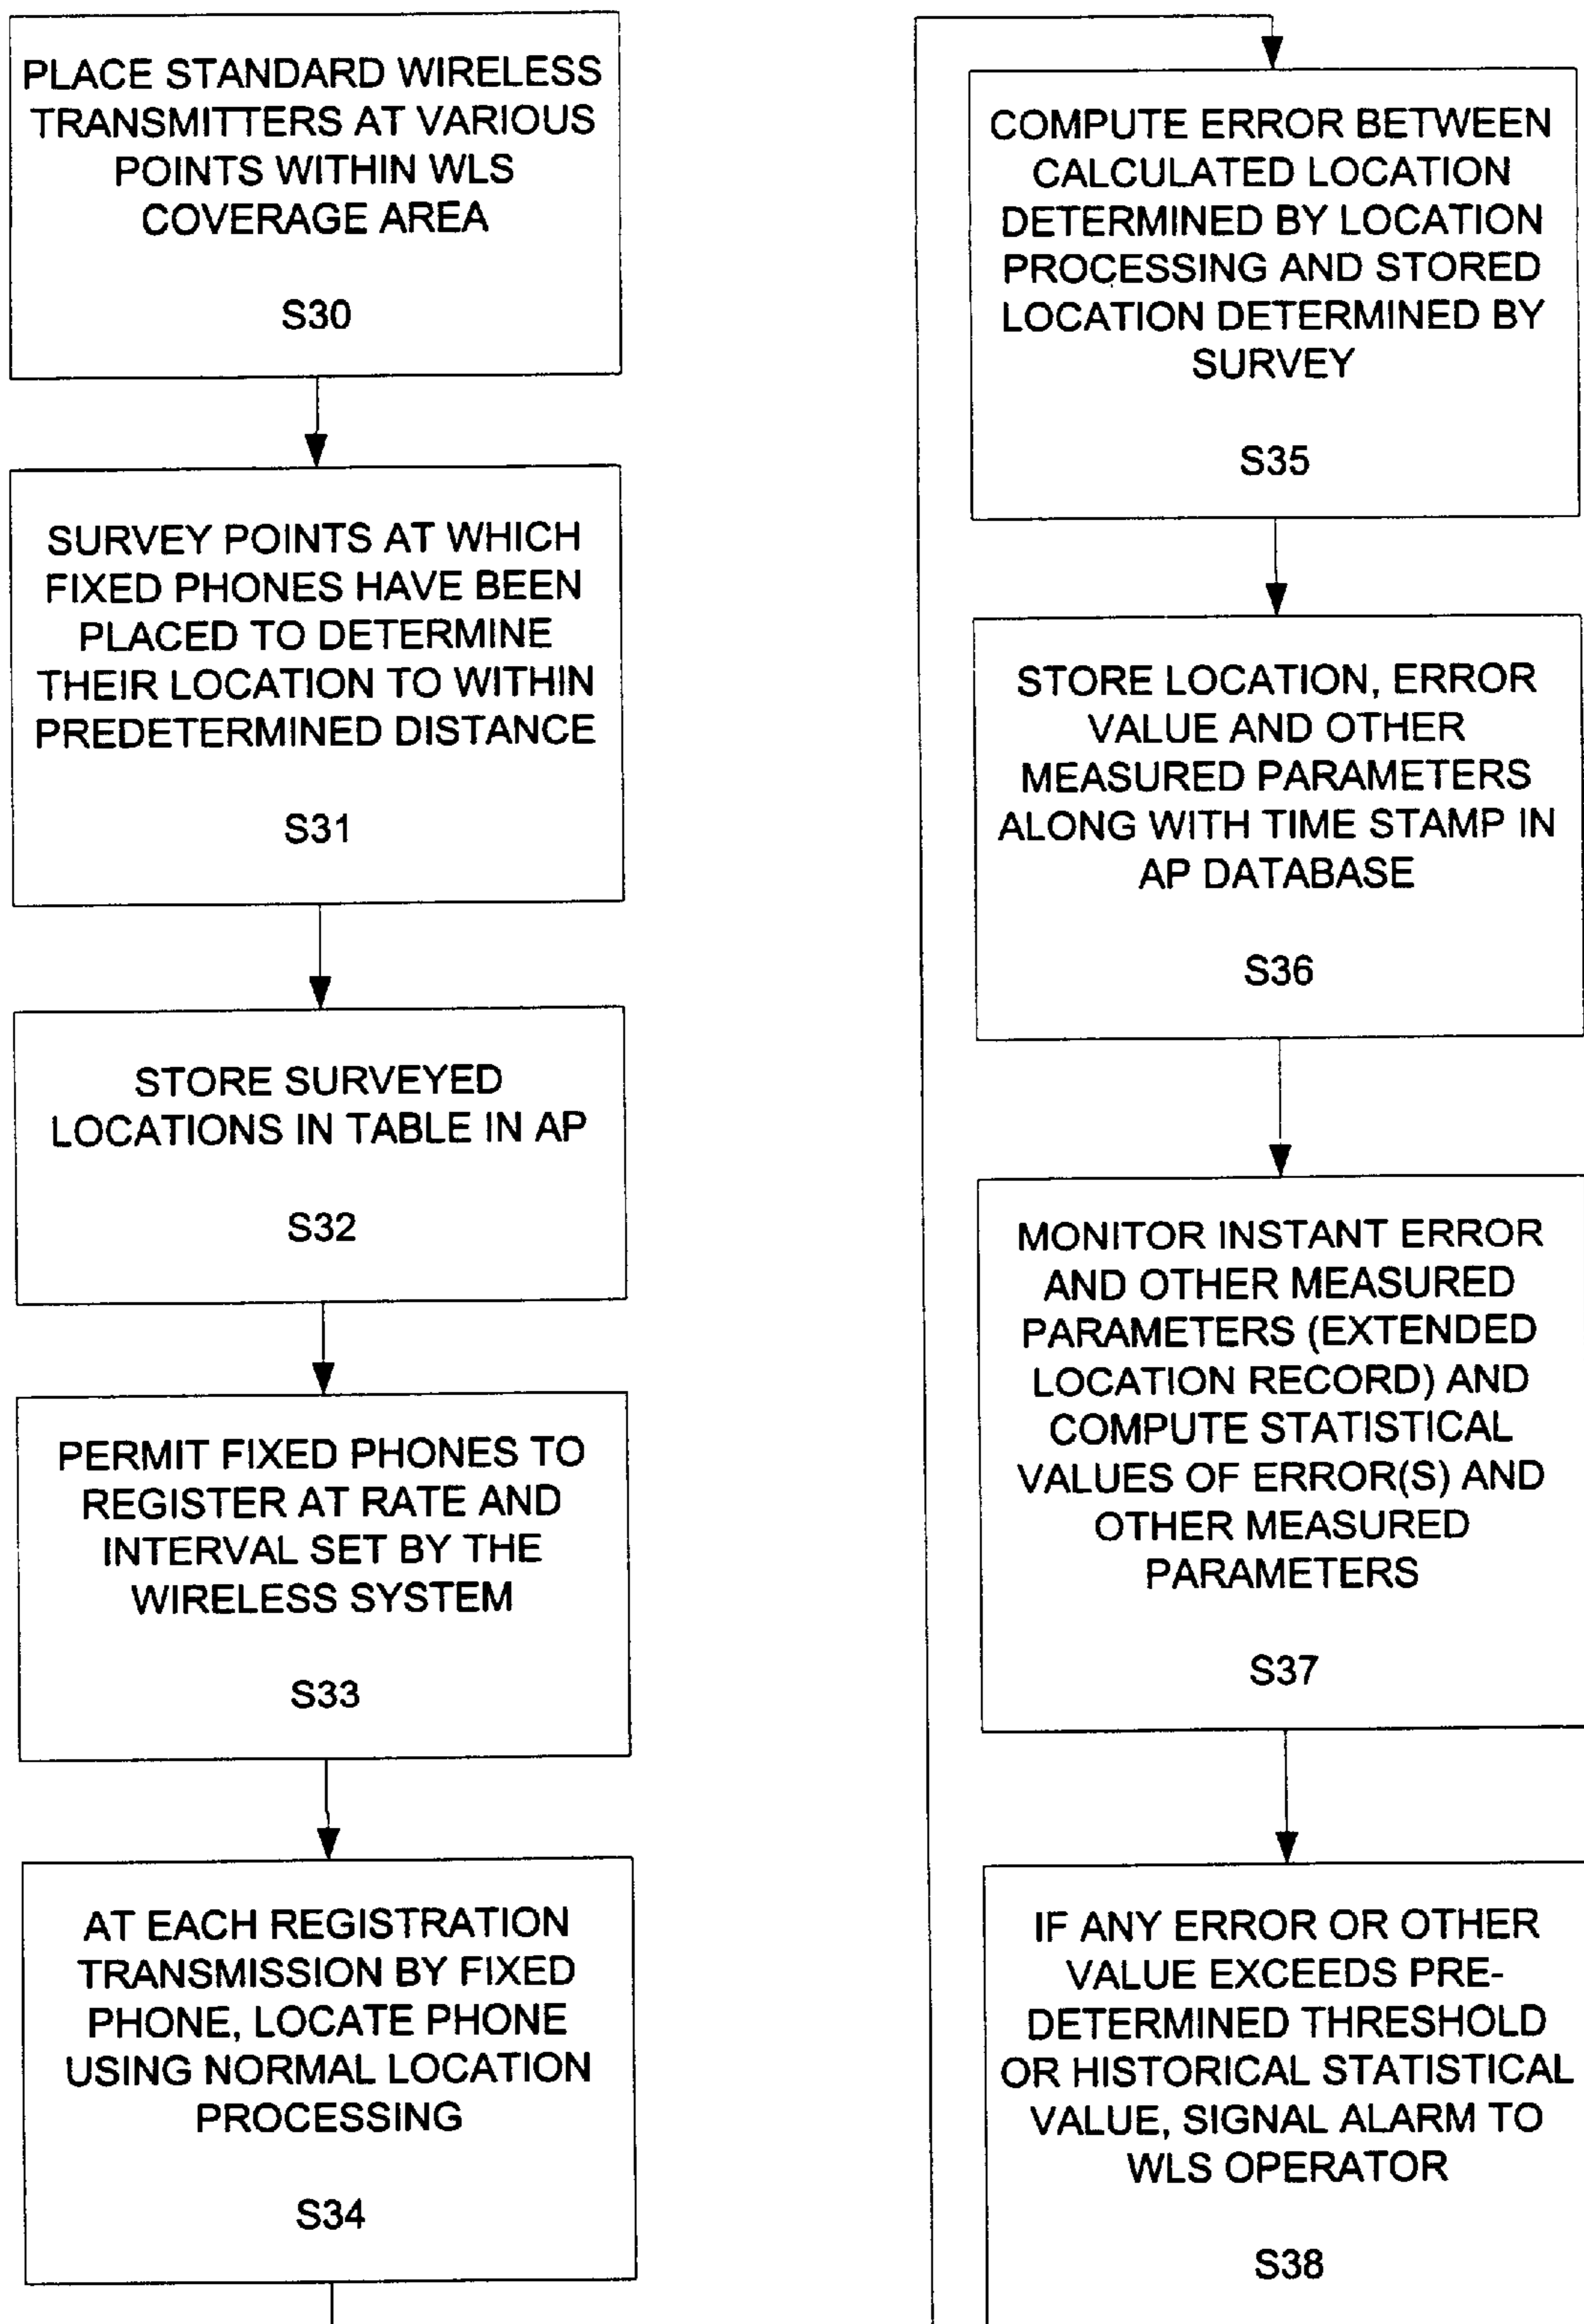 PLACE STANDARD WIRELESS
TRANSMITTERS AT VARIOUS
POINTS WITHIN WLS
COVERAGE AREA
S30
SURVEY POINTS AT WHICH
FIXED PHONES HAVE BEEN
PLACED TO DETERMINE
THEIR LOCATION TO WITHIN
PREDETERMINED DISTANCE
S31
STORE SURVEYED
LOCATIONS IN TABLE IN AP
S32
PERMIT FIXED PHONES TO
REGISTER AT RATE AND
INTERVAL SET BY THE
WIRELESS SYSTEM
S33
AT EACH REGISTRATION
TRANSMISSION BY FIXED
PHONE, LOCATE PHONE
USING NORMAL LOCATION
PROCESSING
S34
COMPUTE ERROR BETWEEN
CALCULATED LOCATION
DETERMINED BY LOCATION
PROCESSING AND STORED
LOCATION DETERMINED BY
SURVEY
S35
STORE LOCATION, ERROR
VALUE AND OTHER
MEASURED PARAMETERS
ALONG WITH TIME STAMP IN
AP DATABASE
S36
MONITOR INSTANT ERROR
AND OTHER MEASURED
PARAMETERS (EXTENDED
LOCATION RECORD) AND
COMPUTE STATISTICAL
VALUES OF ERROR(S) AND
OTHER MEASURED
PARAMETERS
S37
IF ANY ERROR OR OTHER
VALUE EXCEEDS PRE-
DETERMINED THRESHOLD
OR HISTORICAL STATISTICAL
VALUE, SIGNAL ALARM TO
WLS OPERATOR
S38